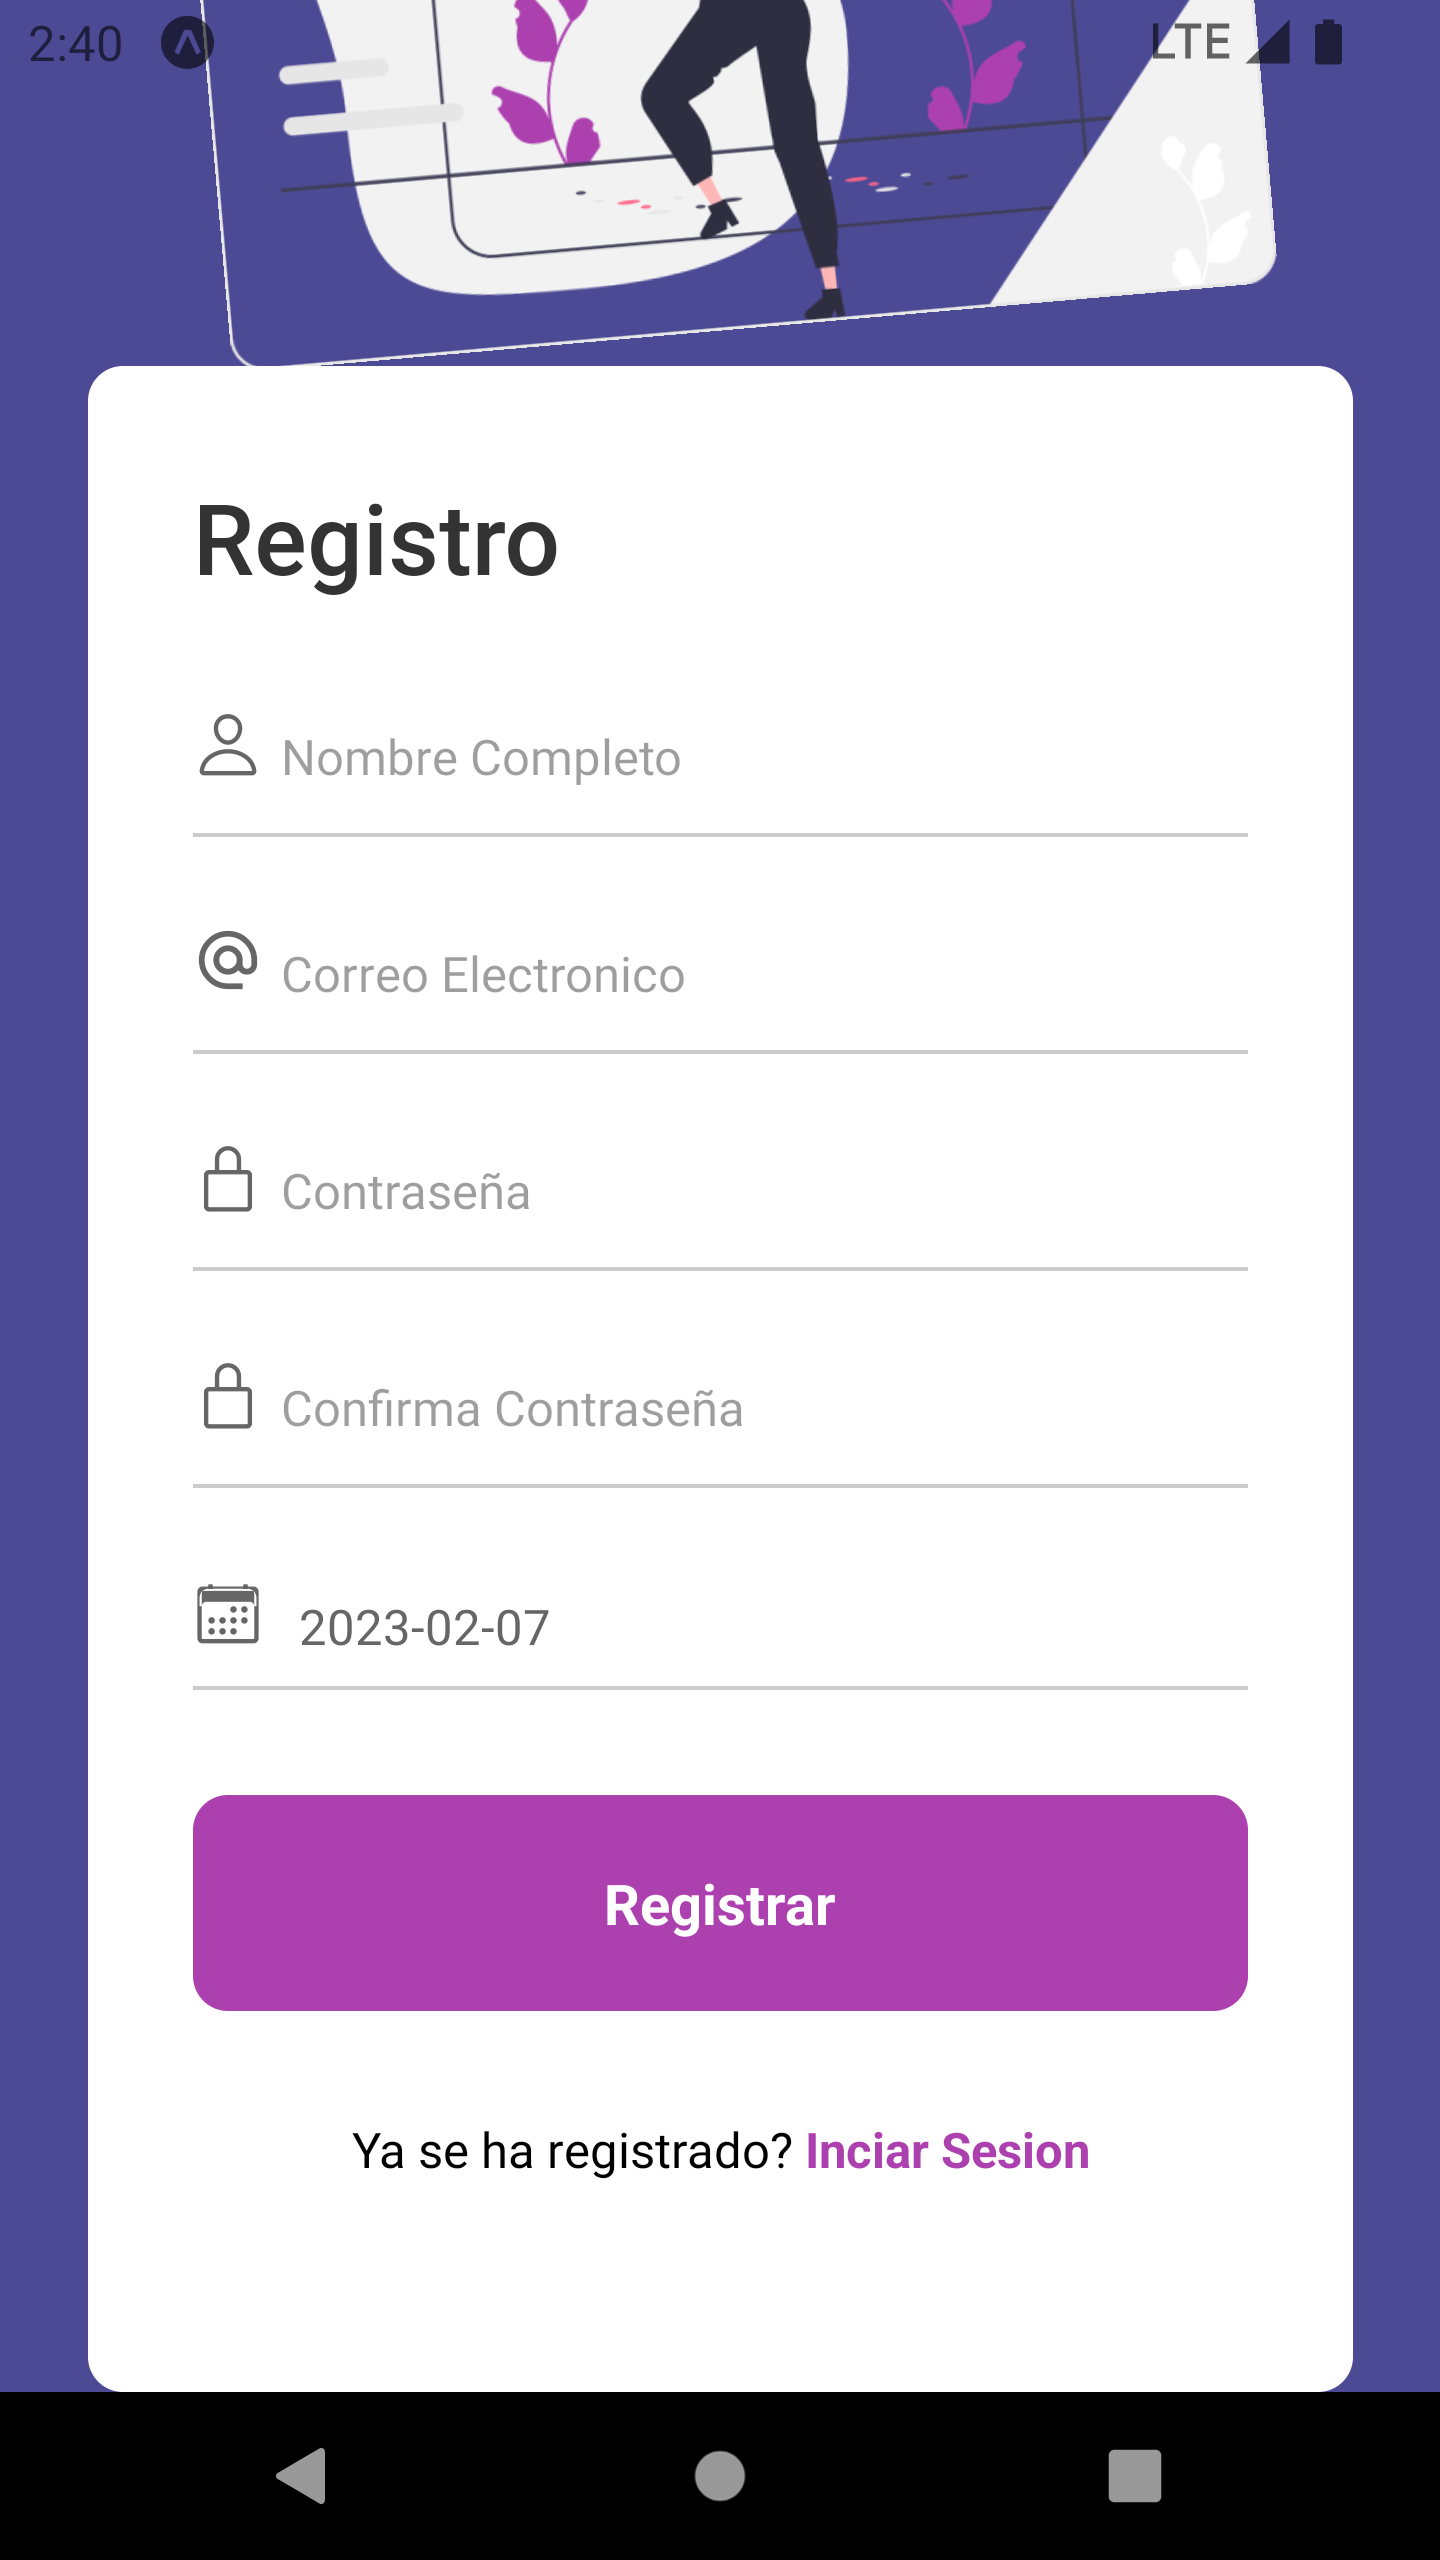 2:40 LTE
Registro
Nombre Completo
Correo Electronico
Contraseña
Confirma Contraseña
2023-02-07
Registrar
Ya se ha registrado? Inciar Sesion